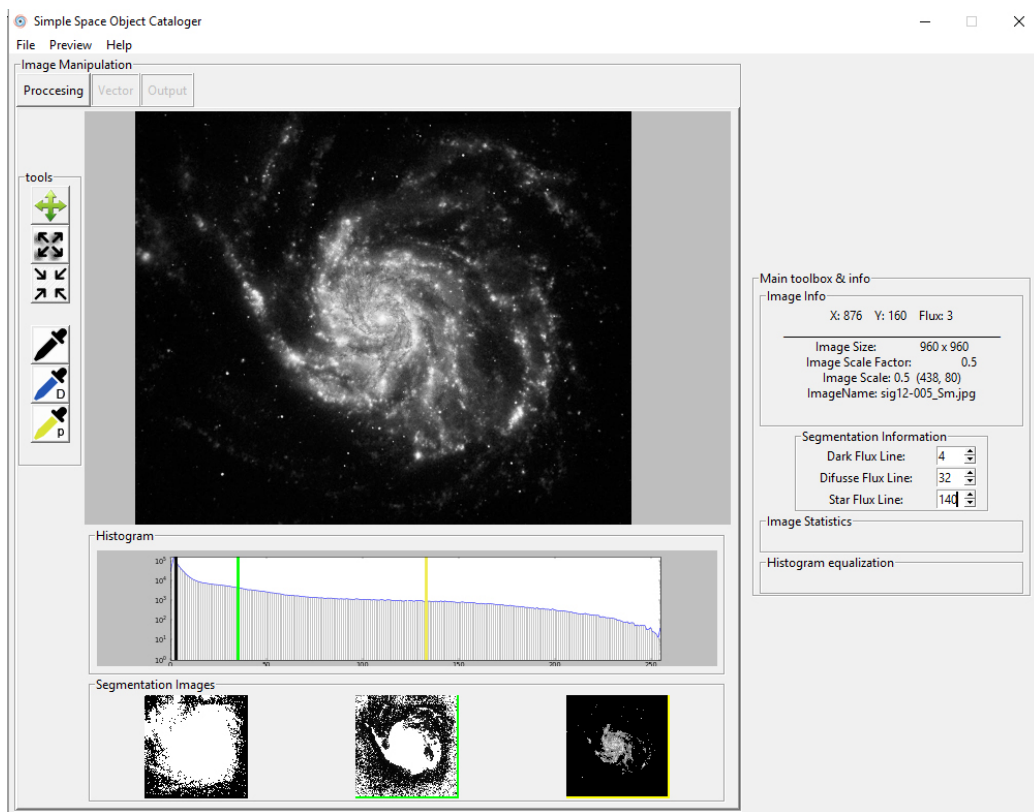 Simple Space Object Cataloger
File Preview Help
Image Manipulation
Proccesing Vector Output
tools
D
p
Main toolbox & info
Image Info
X: 876 Y: 160 Flux: 3
Image Size: 960 x 960
Image Scale Factor: 0.5
Image Scale: 0.5 (438, 80)
ImageName: sig12-005_Sm.jpg
Segmentation Information
Dark Flux Line: 4
Difusse Flux Line: 32
Star Flux Line: 140
Image Statistics
Histogram equalization
Histogram
10⁵
10⁴
10³
10²
10¹
10⁰
0 50 100 150 200 250
Segmentation Images